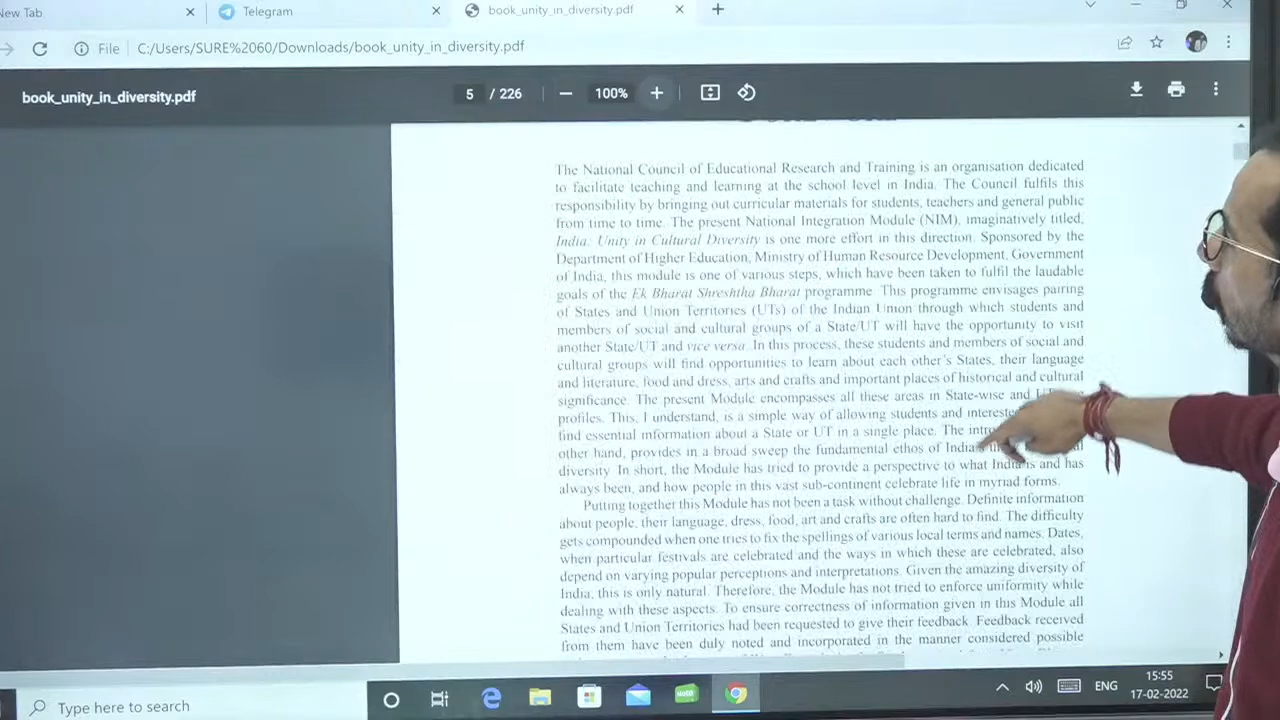 New Tab
Telegram
book_unity_in_diversity.pdf
File
C:/Users/SURE%2060/Downloads/book_unity_in_diversity.pdf
book_unity_in_diversity.pdf
5 / 226
100%
The National Council of Educational Research and Training is an organisation dedicated
to facilitate teaching and learning at the school level in India. The Council fulfils this
responsibility by bringing out curricular materials for students, teachers and general public
from time to time. The present National Integration Module (NIM), imaginatively titled,
India: Unity in Cultural Diversity is one more effort in this direction. Sponsored by the
Department of Higher Education, Ministry of Human Resource Development, Government
of India, this module is one of various steps, which have been taken to fulfil the laudable
goals of the Ek Bharat Shreshtha Bharat programme. This programme envisages pairing
of States and Union Territories (UTs) of the Indian Union through which students and
members of social and cultural groups of a State/UT will have the opportunity to visit
another State/UT and vice versa. In this process, these students and members of social and
cultural groups will find opportunities to learn about each other's States, their language
and literature, food and dress, arts and crafts and important places of historical and cultural
significance. The present Module encompasses all these areas in State-wise and
profiles. This, I understand, is a simple way of allowing students and
find essential information about a State or UT in a single place. The
other hand, provides in a broad sweep the fundamental ethos of
diversity. In short, the Module has tried to provide a perspective to what India is and has
always been, and how people in this vast sub-continent celebrate life in myriad forms.
Putting together this Module has not been a task without challenge. Definite information
about people, their language, dress, food, art and crafts are often hard to find. The difficulty
gets compounded when one tries to fix the spellings of various local terms and names. Dates,
when particular festivals are celebrated and the ways in which these are celebrated, also
depend on varying popular perceptions and interpretations. Given the amazing diversity of
India, this is only natural. Therefore, the Module has not tried to enforce uniformity while
dealing with these aspects. To ensure correctness of information given in this Module all
States and Union Territories had been requested to give their feedback. Feedback received
from them have been duly noted and incorporated in the manner considered possible
Type here to search
ENG
15:55
17-02-2022